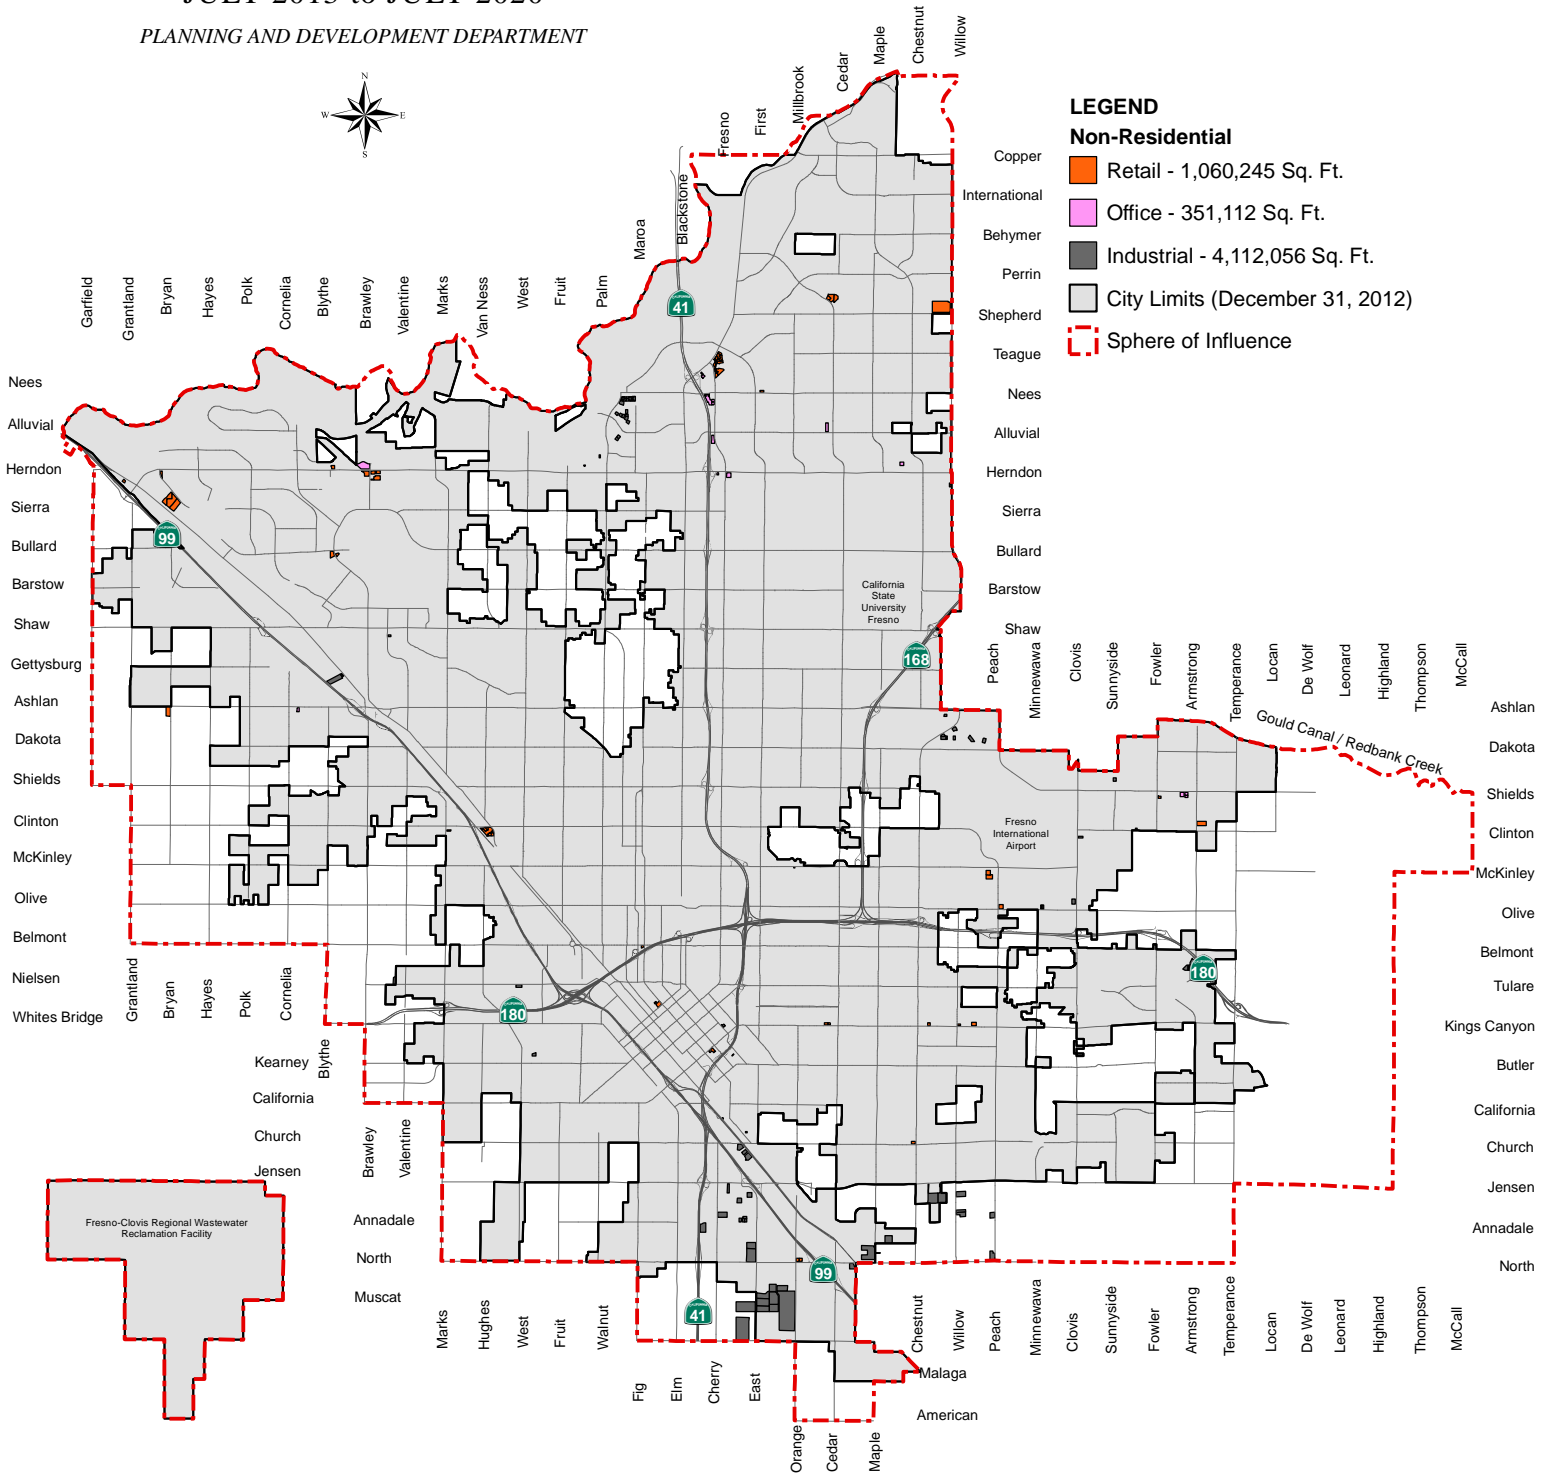 PLANNING AND DEVELOPMENT DEPARTMENT
N
W
E
S
LEGEND
Non-Residential
Retail - 1,060,245 Sq. Ft.
Office - 351,112 Sq. Ft.
Industrial - 4,112,056 Sq. Ft.
City Limits (December 31, 2012)
Sphere of Influence
Blackstone
Fresno
First
Millbrook
Cedar
Maple
Chestnut
Willow
Copper
International
Behymer
Perrin
Shepherd
Teague
Nees
Alluvial
Herndon
Sierra
Bullard
Barstow
Shaw
Garfield
Grantland
Bryan
Hayes
Polk
Cornelia
Blythe
Brawley
Valentine
Marks
Van Ness
West
Fruit
Palm
Maroa
Nees
Alluvial
Herndon
Sierra
Bullard
Barstow
Shaw
Gettysburg
Ashlan
Dakota
Shields
Clinton
McKinley
Olive
Belmont
Nielsen
Whites Bridge
41
99
168
180
180
99
41
California
State
University
Fresno
Peach
Minnewawa
Clovis
Sunnyside
Fowler
Armstrong
Temperance
Locan
De Wolf
Leonard
Highland
Thompson
McCall
Gould Canal / Redbank Creek
Ashlan
Dakota
Shields
Clinton
McKinley
Olive
Belmont
Tulare
Kings Canyon
Butler
California
Church
Jensen
Annadale
North
Fresno
International
Airport
Grantland
Bryan
Hayes
Polk
Cornelia
Blythe
Kearney
California
Church
Jensen
Brawley
Valentine
Annadale
North
Muscat
Fresno-Clovis Regional Wastewater
Reclamation Facility
Marks
Hughes
West
Fruit
Walnut
Fig
Elm
Cherry
East
Orange
Cedar
Maple
Malaga
American
Chestnut
Willow
Peach
Minnewawa
Clovis
Sunnyside
Fowler
Armstrong
Temperance
Locan
De Wolf
Leonard
Highland
Thompson
McCall